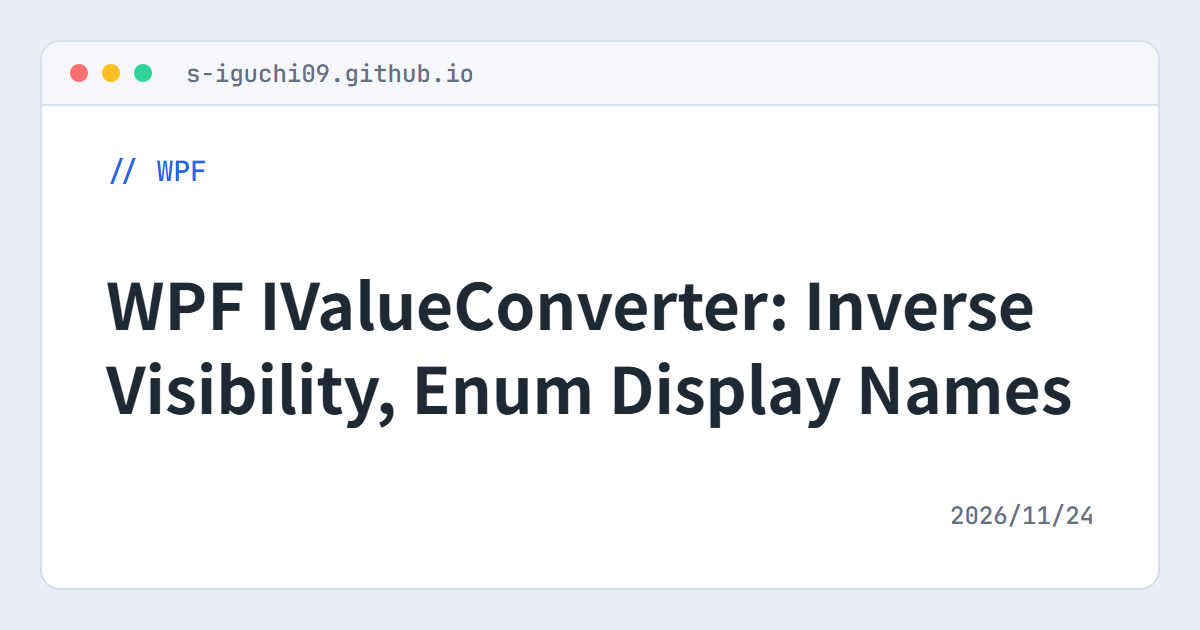 s-iguchi09.github.io
// WPF
WPF IValueConverter: Inverse
Visibility, Enum Display Names
2026/11/24